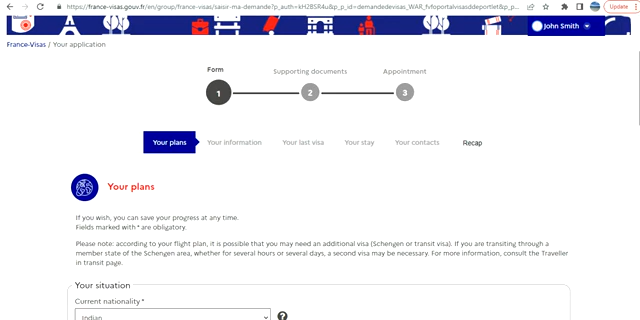 https://france-visas.gouv.fr/en/group/france-visas/saisir-ma-demande?p_auth=kH2BSR4u&p_p_id=demandedevisas_WAR_fvfoportalvisasddeportlet&p_p...
Update
John Smith
France-Visas / Your application
Form
Supporting documents
Appointment
1
2
3
Your plans
Your information
Your last visa
Your stay
Your contacts
Recap
Your plans
If you wish, you can save your progress at any time.
Fields marked with * are obligatory.
Please note: according to your flight plan, it is possible that you may need an additional visa (Schengen or transit visa). If you are transiting through a
member state of the Schengen area, whether for several hours or several days, a second visa may be necessary. For more information, consult the Traveller
in transit page.
Your situation
Current nationality *
Indian